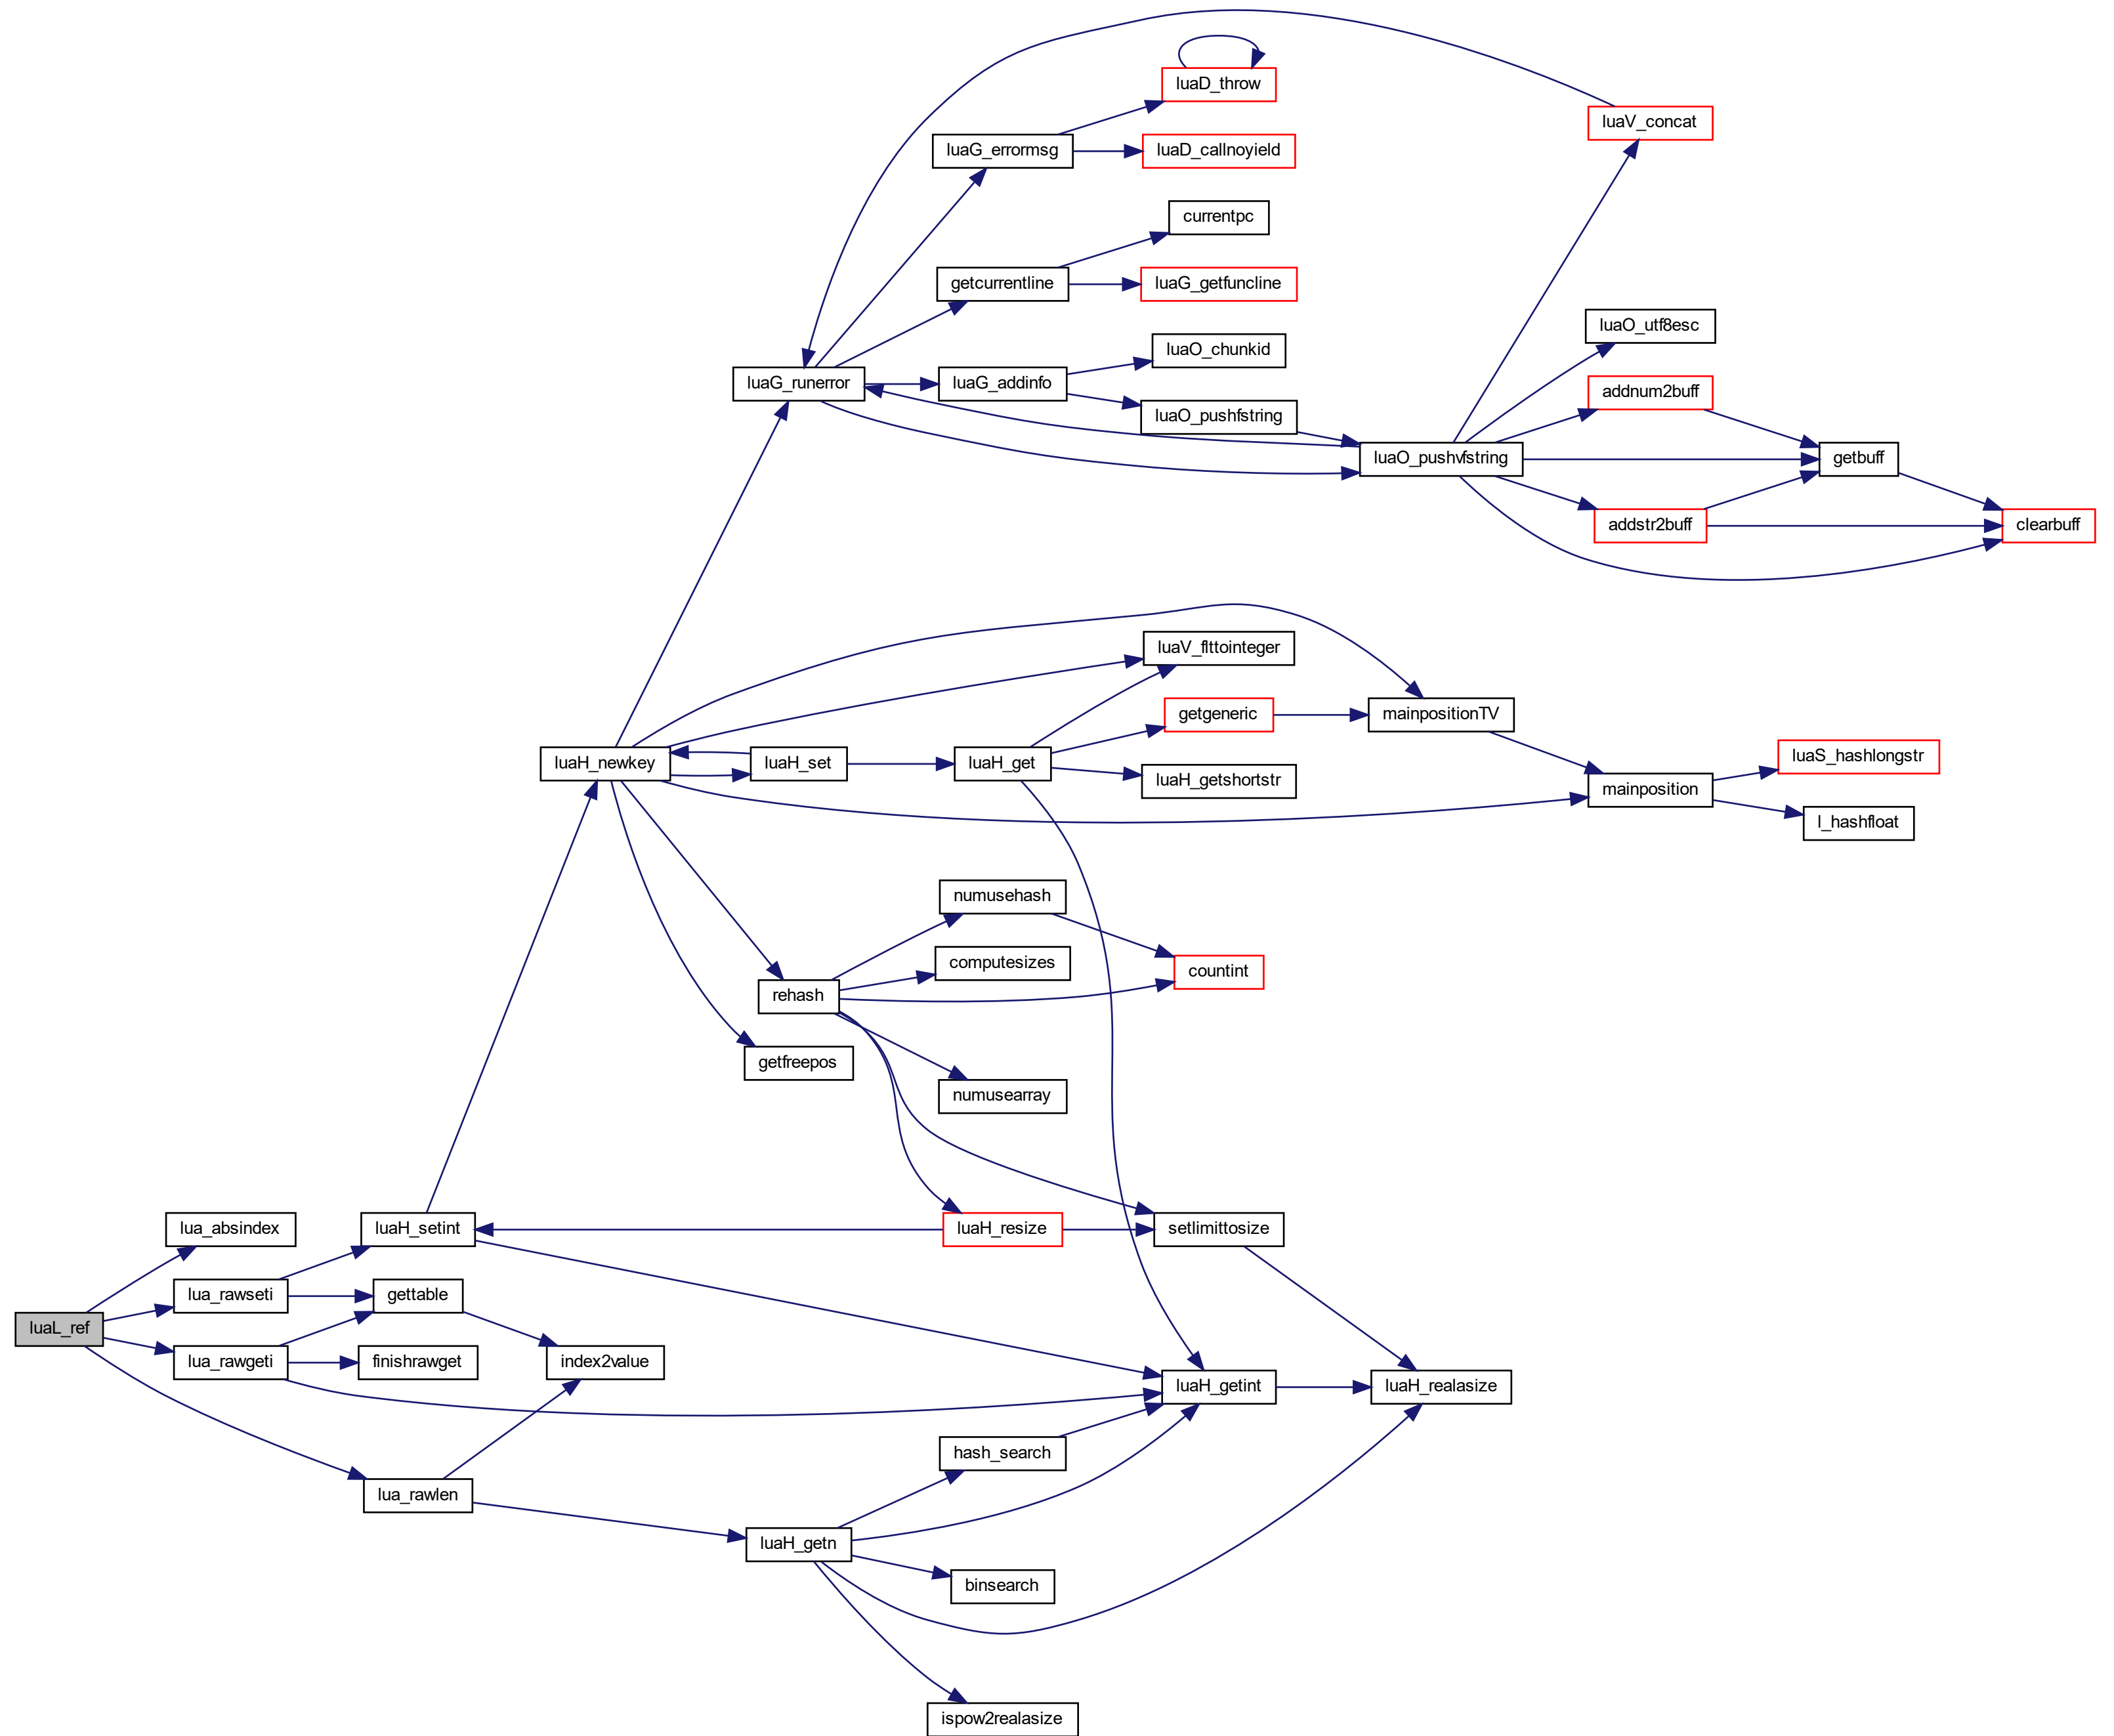 luaD_throw
luaV_concat
luaG_errormsg
luaD_callnoyield
currentpc
getcurrentline
luaG_getfuncline
luaO_utf8esc
luaO_chunkid
luaG_runerror
luaG_addinfo
addnum2buff
luaO_pushfstring
luaO_pushvfstring
getbuff
addstr2buff
clearbuff
luaV_flttointeger
getgeneric
mainpositionTV
luaH_newkey
luaH_set
luaH_get
luaS_hashlongstr
luaH_getshortstr
mainposition
l_hashfloat
numusehash
computesizes
countint
rehash
getfreepos
numusearray
lua_absindex
luaH_setint
luaH_resize
setlimittosize
lua_rawseti
gettable
luaL_ref
lua_rawgeti
finishrawget
index2value
luaH_getint
luaH_realasize
hash_search
lua_rawlen
luaH_getn
binsearch
ispow2realasize